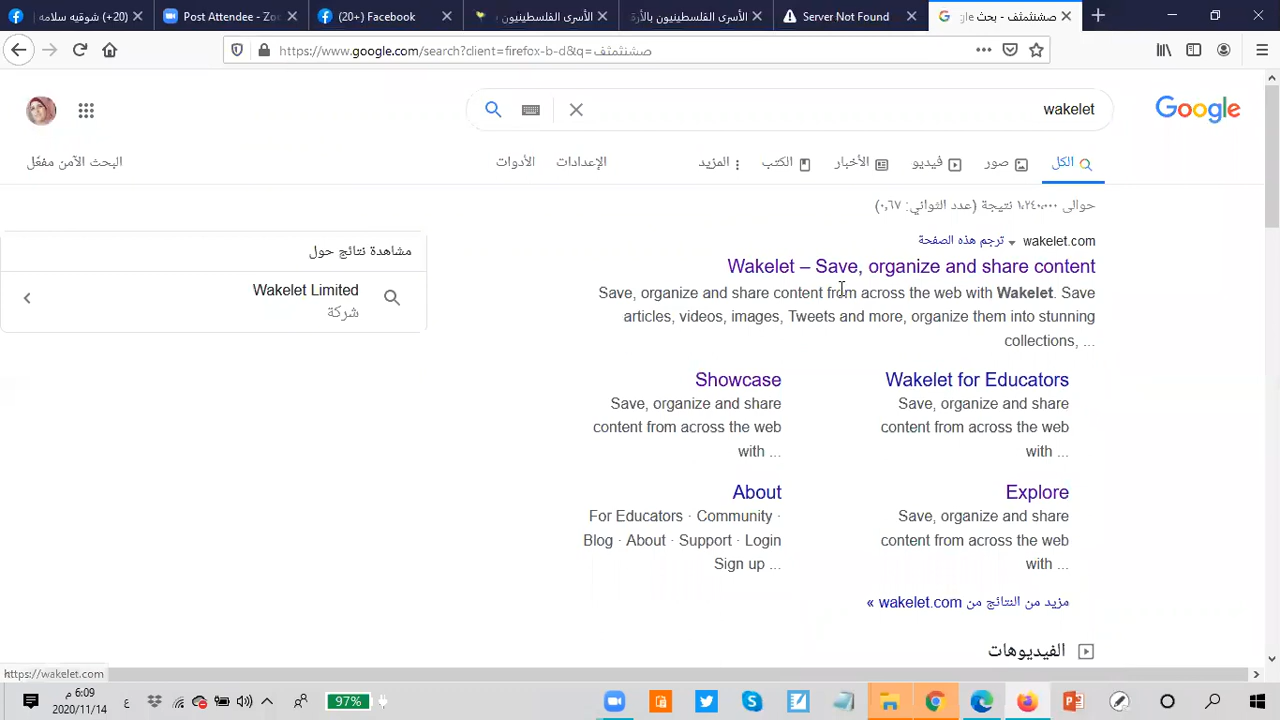 (20+) شوقيه سلامه
Post Attendee - Zoo
(20+) Facebook
الأسرى الفلسطينيون
الأسرى الفلسطينيون بالأرة
Server Not Found
صشنثمثف - بحث
https://www.google.com/search?client=firefox-b-d&q=صشنثمثف
wakelet
Google
الكل
صور
فيديو
الأخبار
الكتب
المزيد
الإعدادات
الأدوات
البحث الآمن مفعّل
حوالى ١٬٢٤٠٬٠٠٠ نتيجة (عدد الثواني: ٠٫٦٧)
wakelet.com ترجم هذه الصفحة
Wakelet – Save, organize and share content
Save, organize and share content from across the web with Wakelet. Save
articles, videos, images, Tweets and more, organize them into stunning
collections, ...
Wakelet for Educators
Save, organize and share
content from across the web
with ...
Showcase
Save, organize and share
content from across the web
with ...
Explore
Save, organize and share
content from across the web
with ...
About
For Educators · Community ·
Blog · About · Support · Login
Sign up ...
مزيد من النتائج من wakelet.com »
الفيديوهات
مشاهدة نتائج حول
Wakelet Limited
شركة
https://wakelet.com
6:09 م
2020/11/14
ع
97%